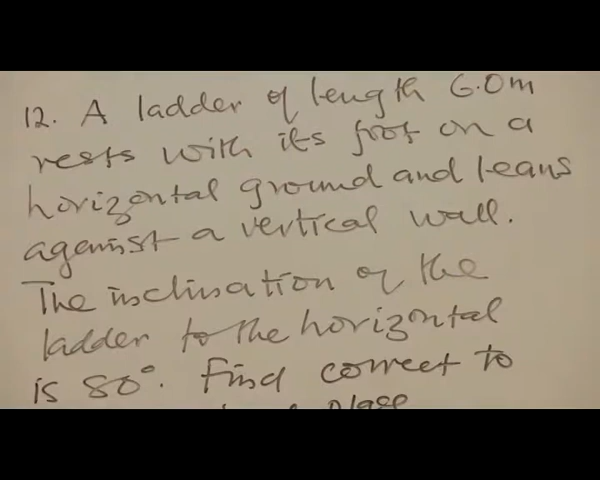 12. A ladder of length 6.0m
rests with its foot on a
horizontal ground and leans
against a vertical wall.
The inclination of the
ladder to the horizontal
is 80°. Find correct to
place